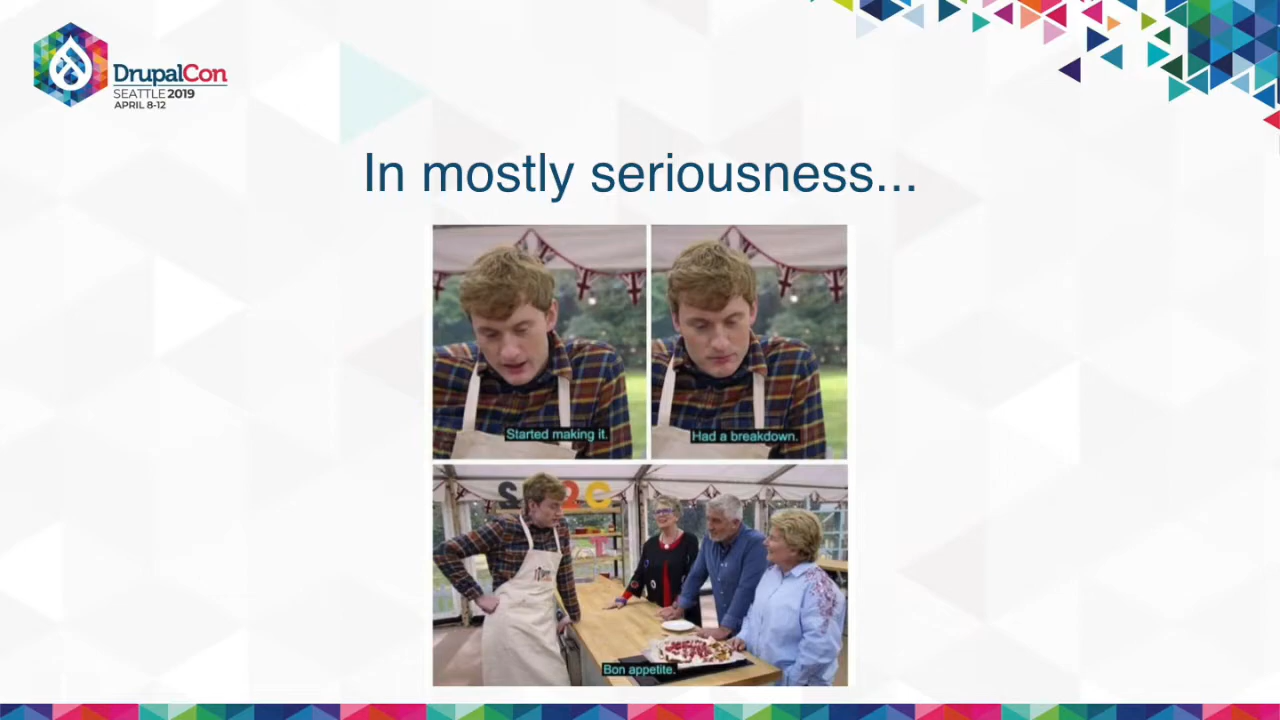 DrupalCon
SEATTLE 2019
APRIL 8-12
In mostly seriousness...
Started making it.
Had a breakdown.
Bon appetite.